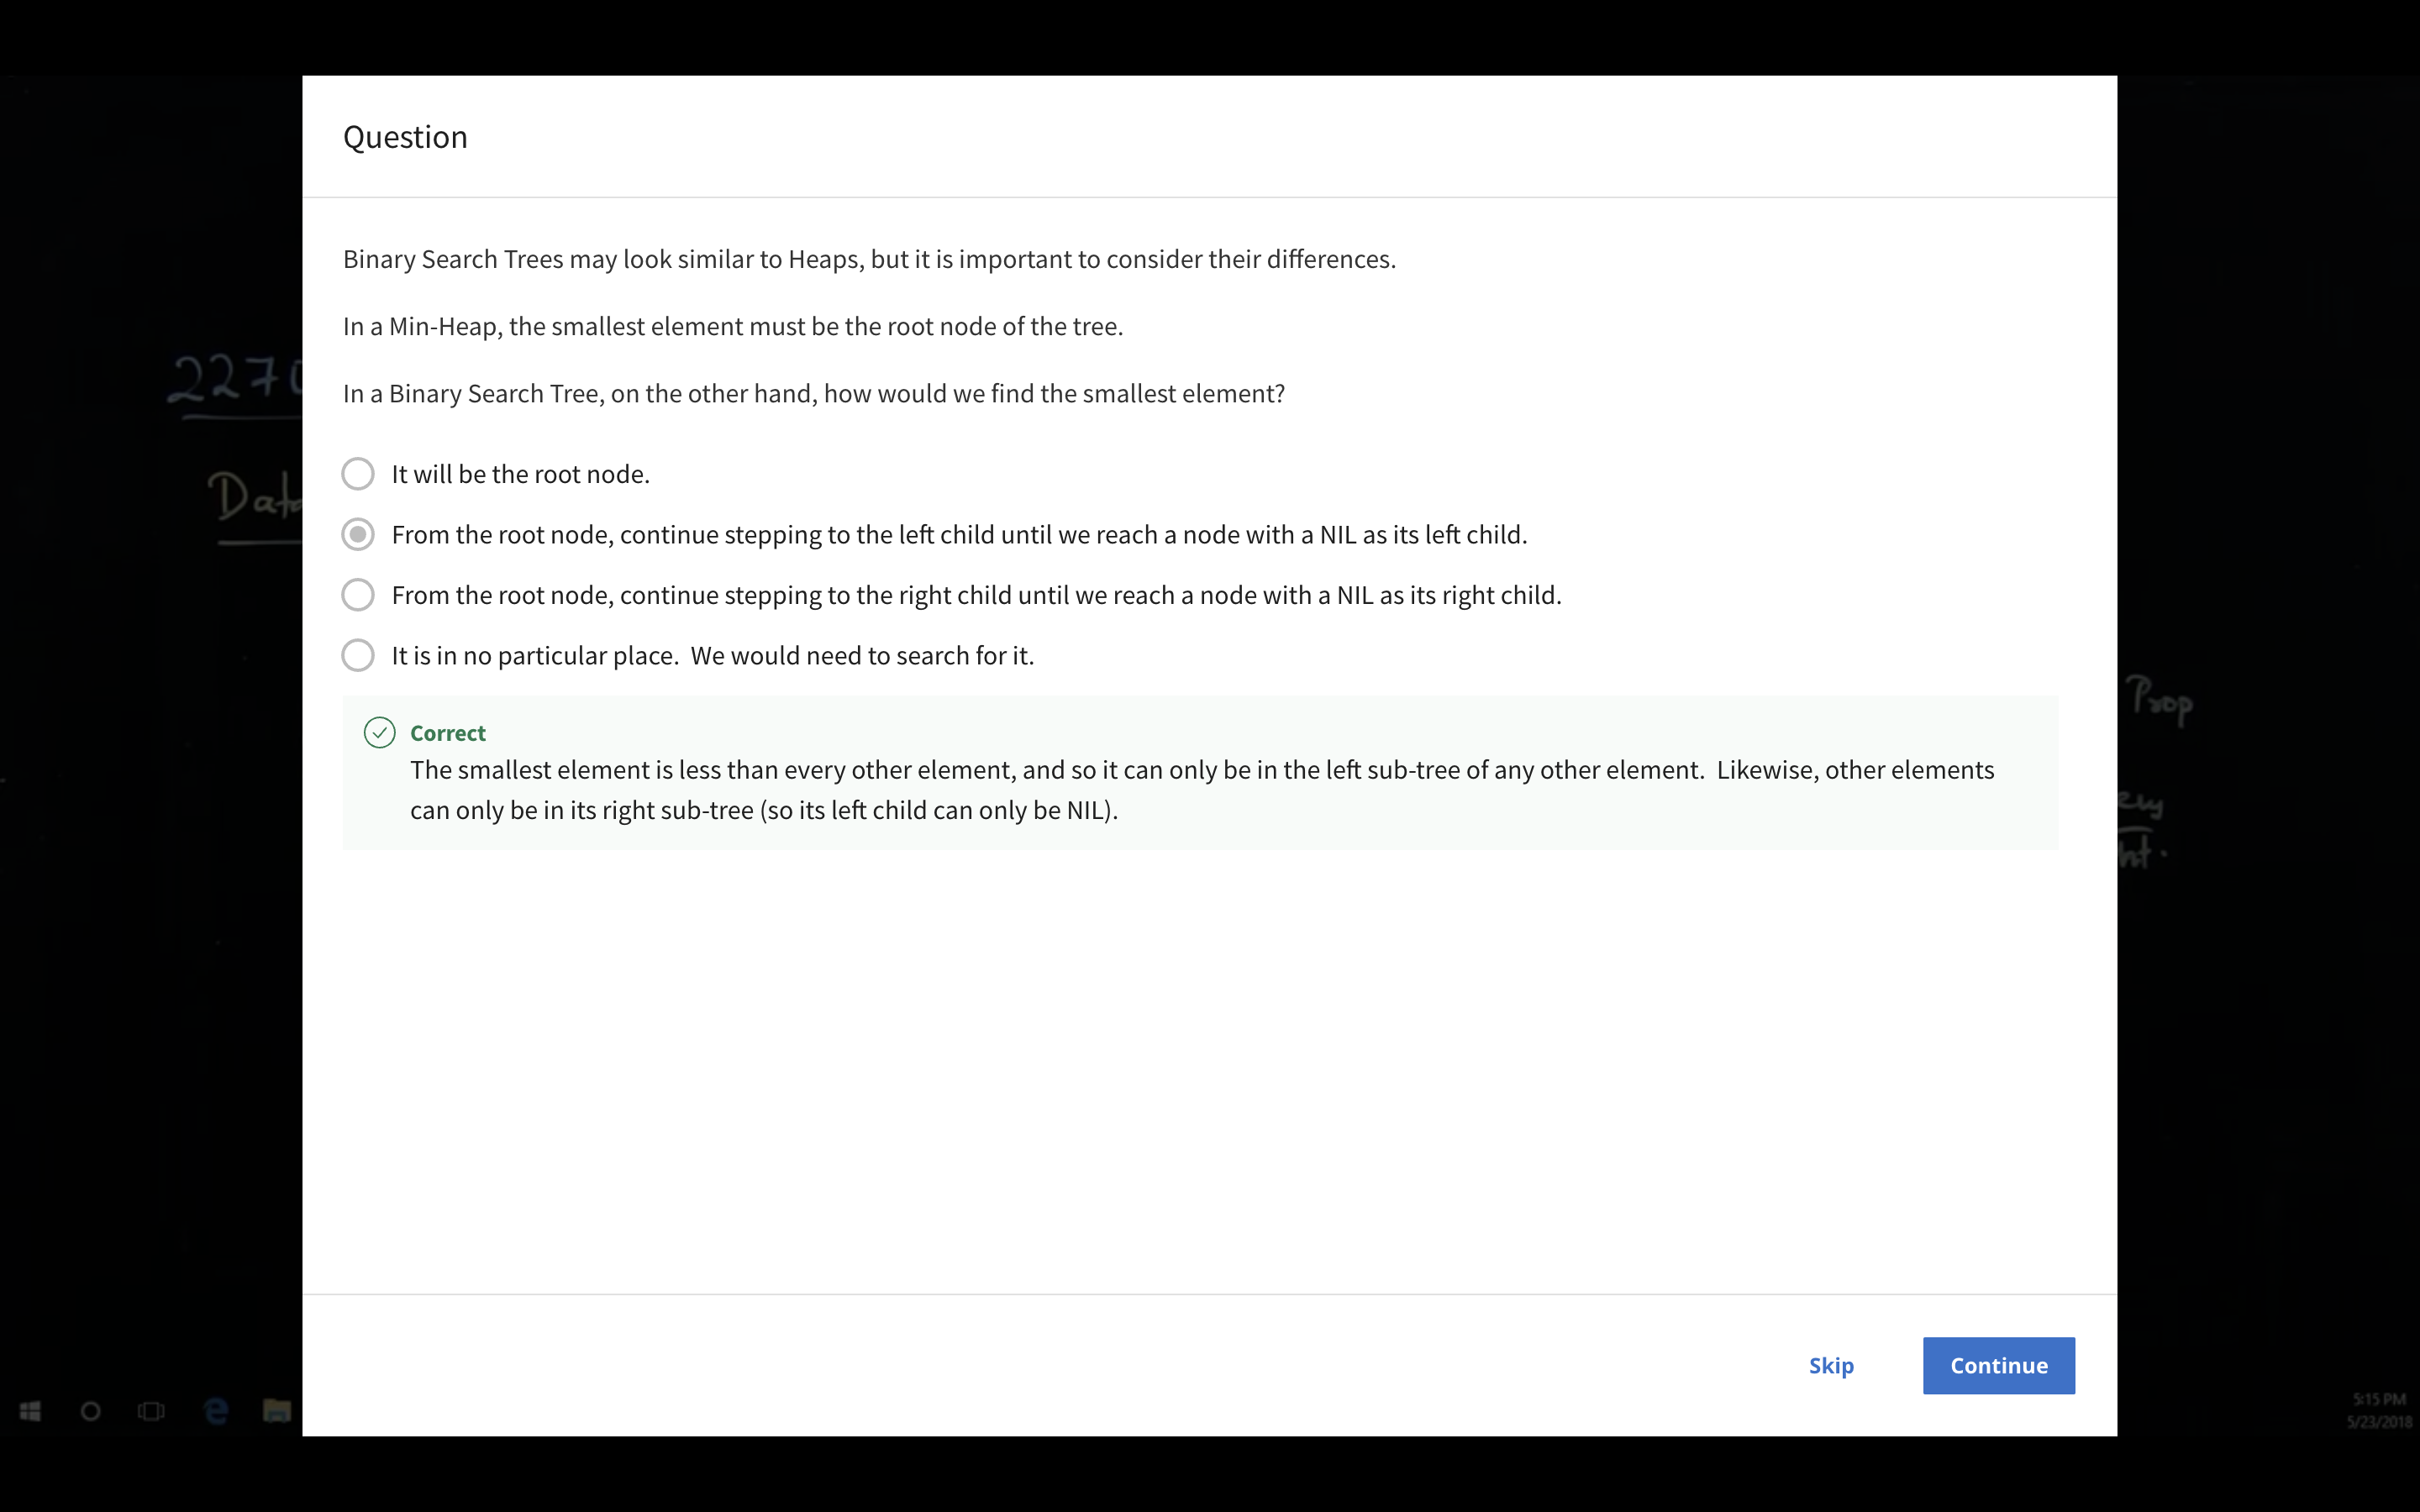 Question
Binary Search Trees may look similar to Heaps, but it is important to consider their differences.
In a Min-Heap, the smallest element must be the root node of the tree.
In a Binary Search Tree, on the other hand, how would we find the smallest element?
It will be the root node.
From the root node, continue stepping to the left child until we reach a node with a NIL as its left child.
From the root node, continue stepping to the right child until we reach a node with a NIL as its right child.
It is in no particular place.  We would need to search for it.
Correct
The smallest element is less than every other element, and so it can only be in the left sub-tree of any other element.  Likewise, other elements
can only be in its right sub-tree (so its left child can only be NIL).
2270
Prop
Skip
Continue
5:15 PM
5/23/2018